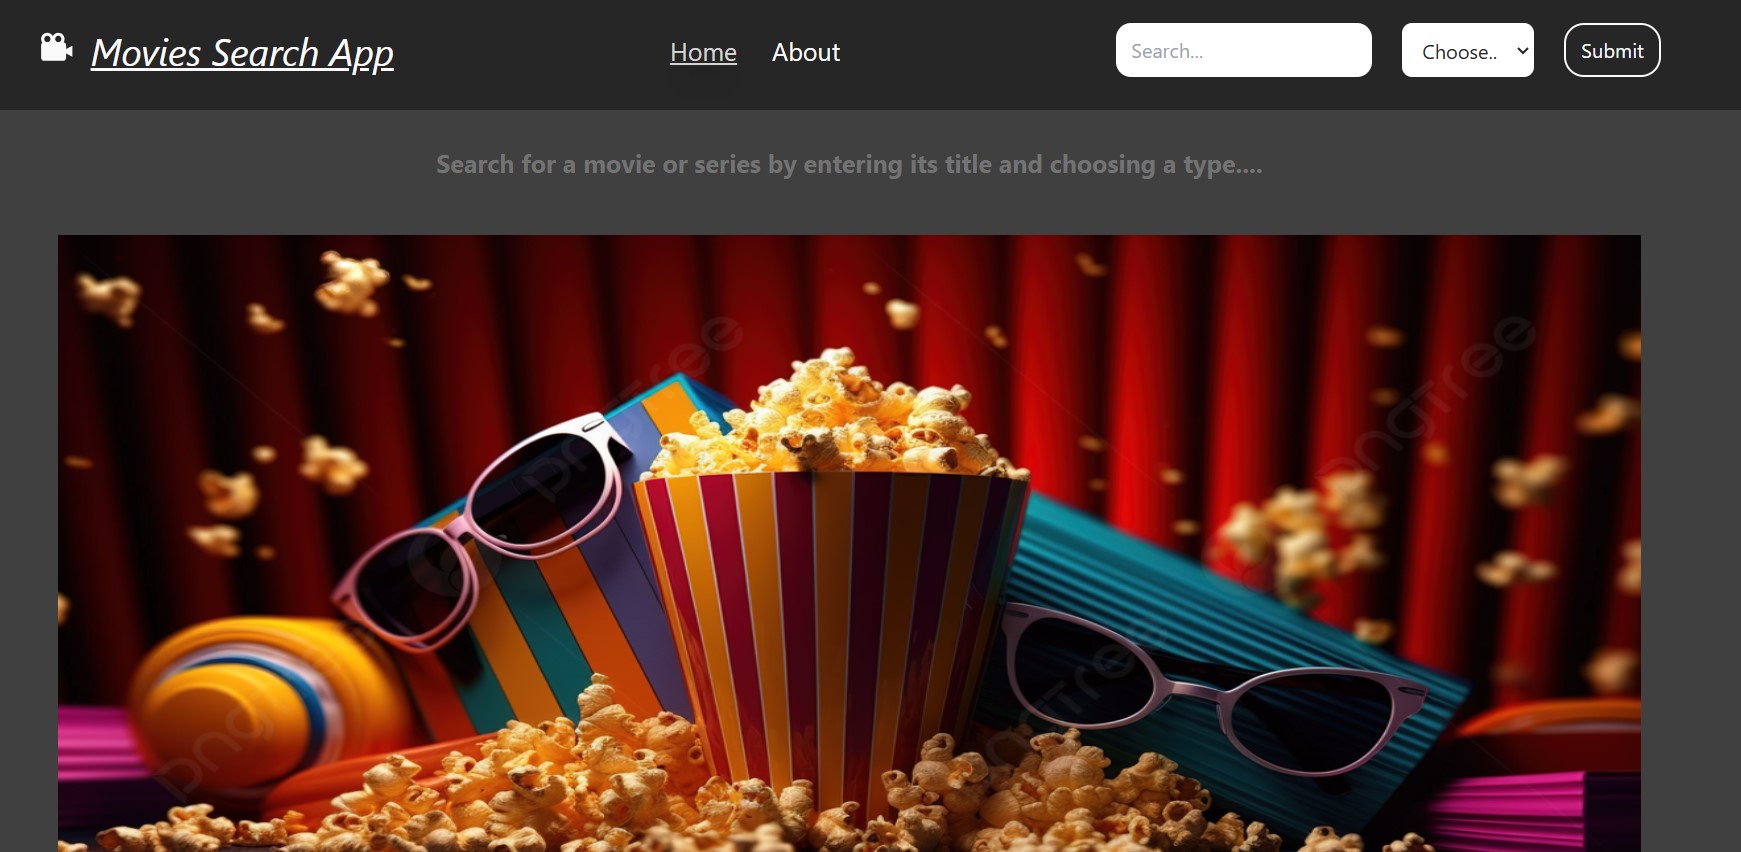 Movies Search App
Home
About
Search...
Choose..
Submit
Search for a movie or series by entering its title and choosing a type....
pngtree
pngtree
pngtree
pngtree
png